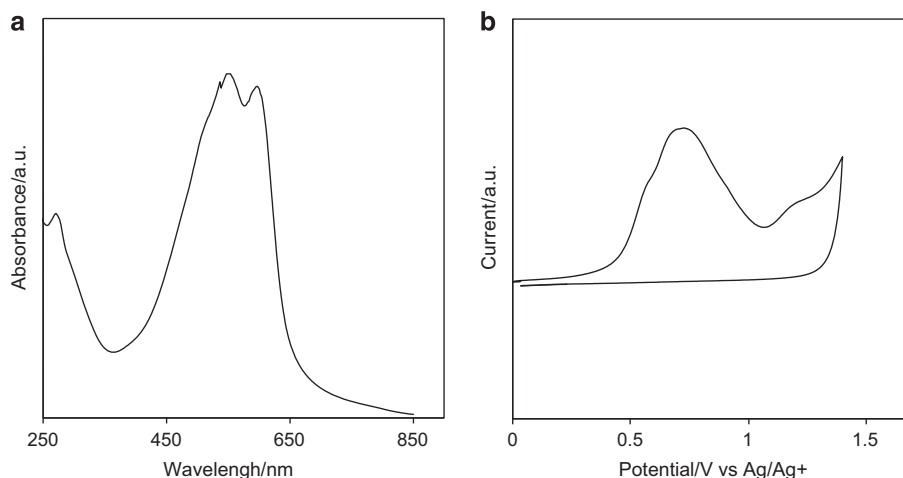 a
Absorbance/a.u.
250 450 650 850
Wavelengh/nm
b
Current/a.u.
0 0.5 1 1.5
Potential/V vs Ag/Ag+